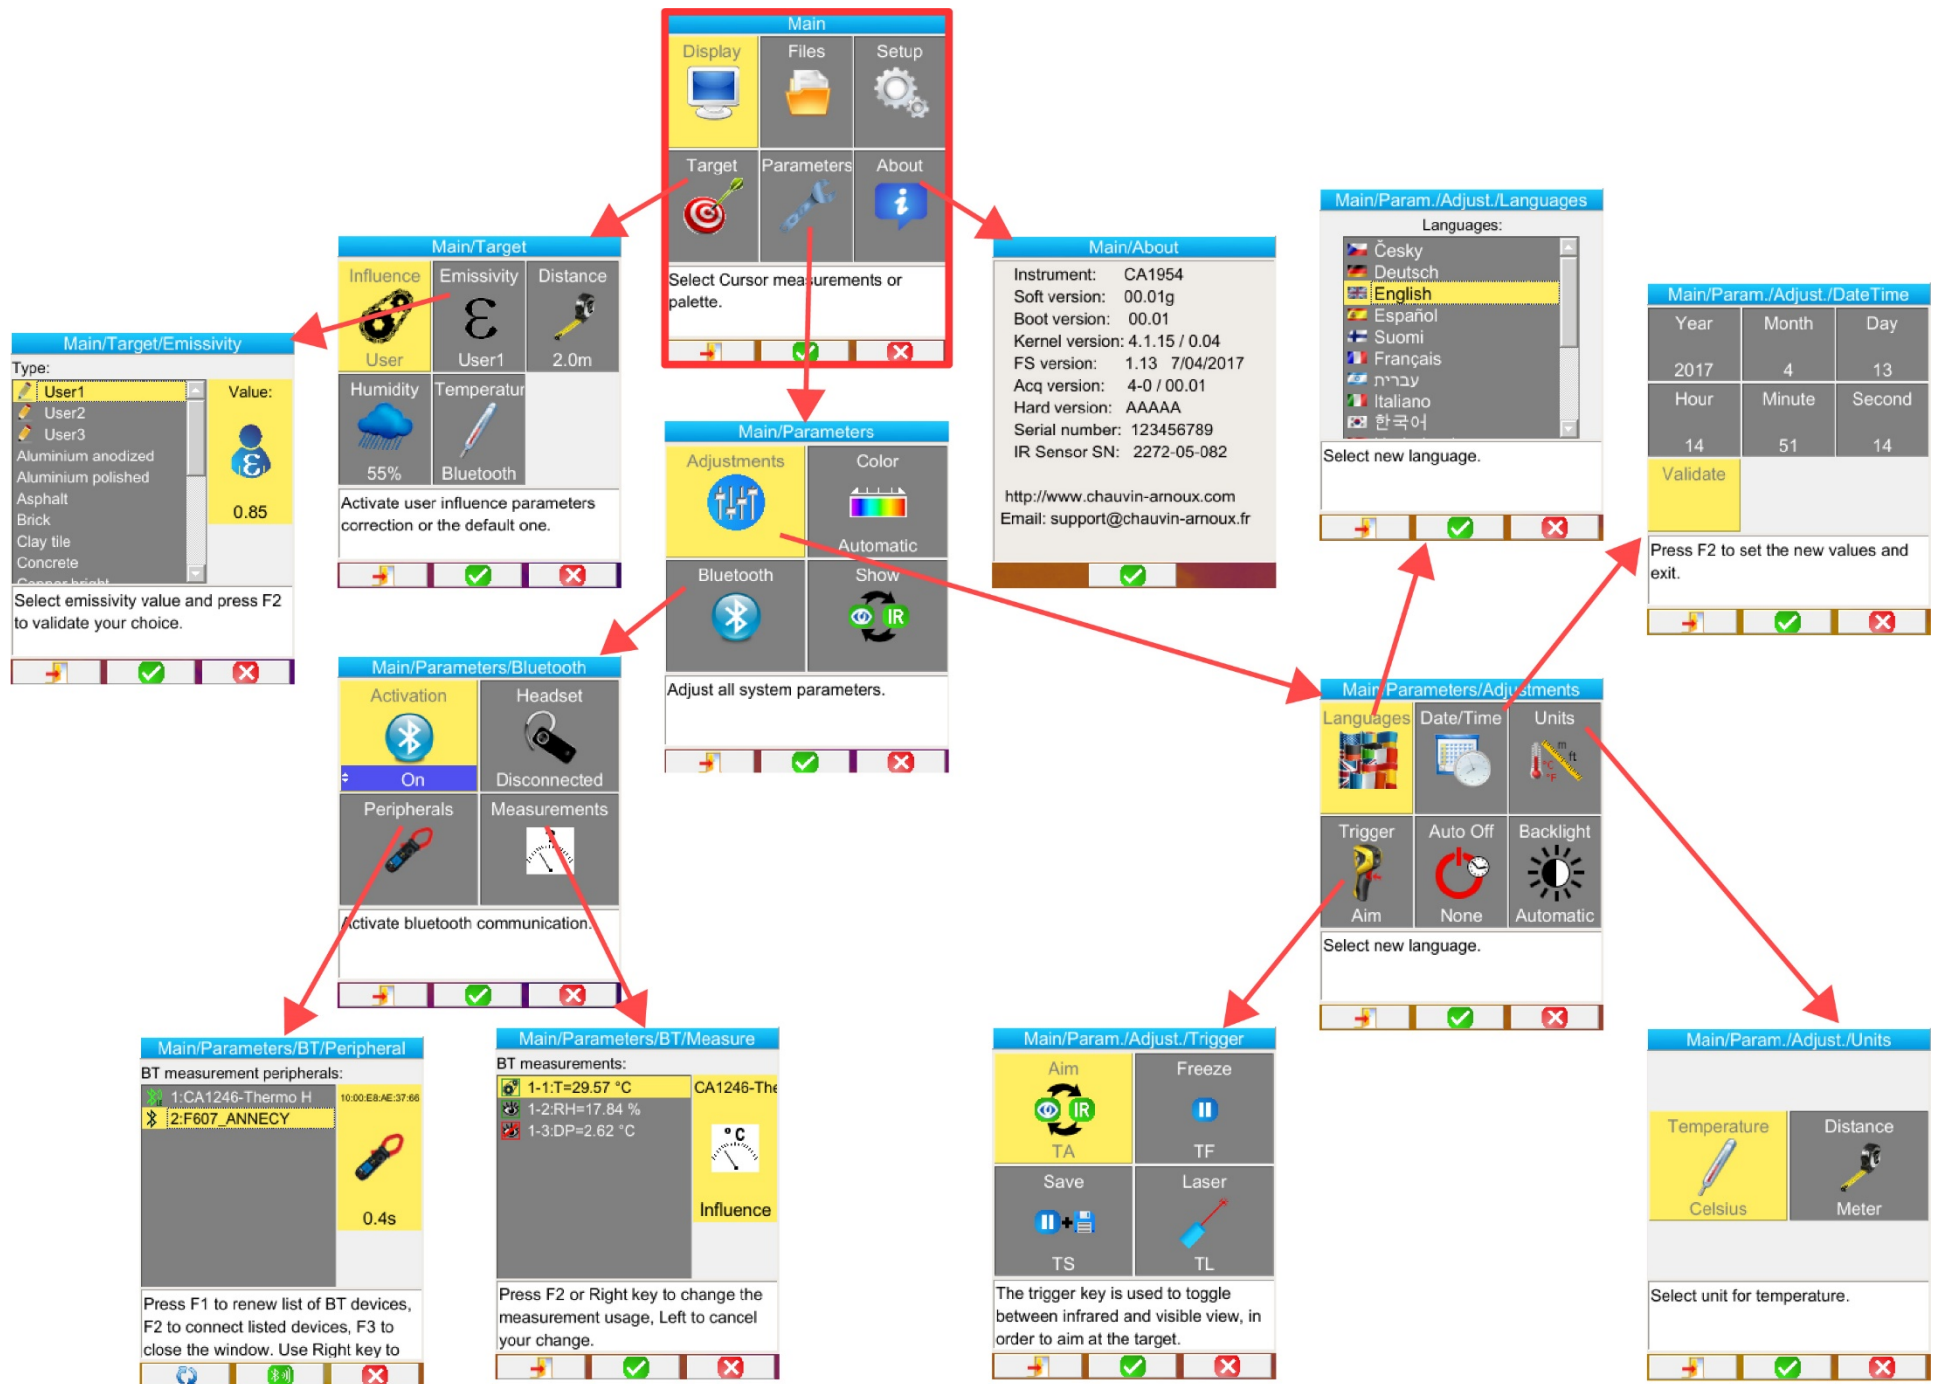 Main
Display Files Setup
Target Parameters About
Select Cursor measurements or
palette.
Main/Target
Influence Emissivity Distance
User User1 2.0m
Humidity Temperatur
55% Bluetooth
Activate user influence parameters
correction or the default one.
Main/Target/Emissivity
Type:
User1
User2
User3
Aluminium anodized
Aluminium polished
Asphalt
Brick
Clay tile
Concrete
Copper bright
Value:
0.85
Select emissivity value and press F2
to validate your choice.
Main/About
Instrument: CA1954
Soft version: 00.01g
Boot version: 00.01
Kernel version: 4.1.15 / 0.04
FS version: 1.13 7/04/2017
Acq version: 4-0 / 00.01
Hard version: AAAAA
Serial number: 123456789
IR Sensor SN: 2272-05-082
http://www.chauvin-arnoux.com
Email: support@chauvin-arnoux.fr
Main/Parameters
Adjustments Color
Automatic
Bluetooth Show
IR
Adjust all system parameters.
Main/Param./Adjust./Languages
Languages:
Česky
Deutsch
English
Español
Suomi
Français
עברית
Italiano
한국어
Select new language.
Main/Param./Adjust./DateTime
Year Month Day
2017 4 13
Hour Minute Second
14 51 14
Validate
Press F2 to set the new values and
exit.
Main/Parameters/Bluetooth
Activation Headset
On Disconnected
Peripherals Measurements
?
Activate bluetooth communication.
Main/Parameters/Adjustments
Languages Date/Time Units
m
ft
°C
°F
Trigger Auto Off Backlight
Aim None Automatic
Select new language.
Main/Parameters/BT/Peripheral
BT measurement peripherals:
1:CA1246-Thermo H
2:F607_ANNECY
10:00:E8:AE:37:66
0.4s
Press F1 to renew list of BT devices,
F2 to connect listed devices, F3 to
close the window. Use Right key to
Main/Parameters/BT/Measure
BT measurements:
1-1:T=29.57 °C
1-2:RH=17.84 %
1-3:DP=2.62 °C
CA1246-The
°C
Influence
Press F2 or Right key to change the
measurement usage, Left to cancel
your change.
Main/Param./Adjust./Trigger
Aim Freeze
IR
TA TF
Save Laser
TS TL
The trigger key is used to toggle
between infrared and visible view, in
order to aim at the target.
Main/Param./Adjust./Units
Temperature Distance
Celsius Meter
Select unit for temperature.